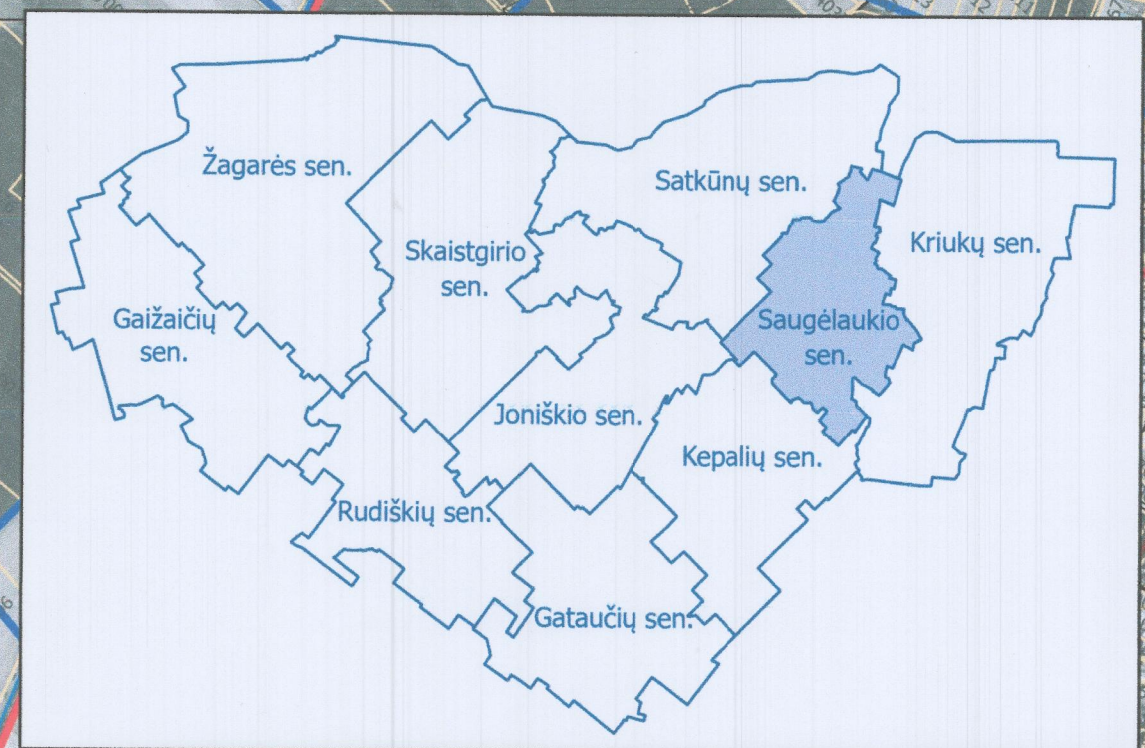 Žagarės sen.
Satkūnų sen.
Skaistgirio
sen.
Kriukų sen.
Gaižaičių
sen.
Saugėlaukio
sen.
Joniškio sen.
Kepalių sen.
Rudiškių sen.
Gataučių sen.